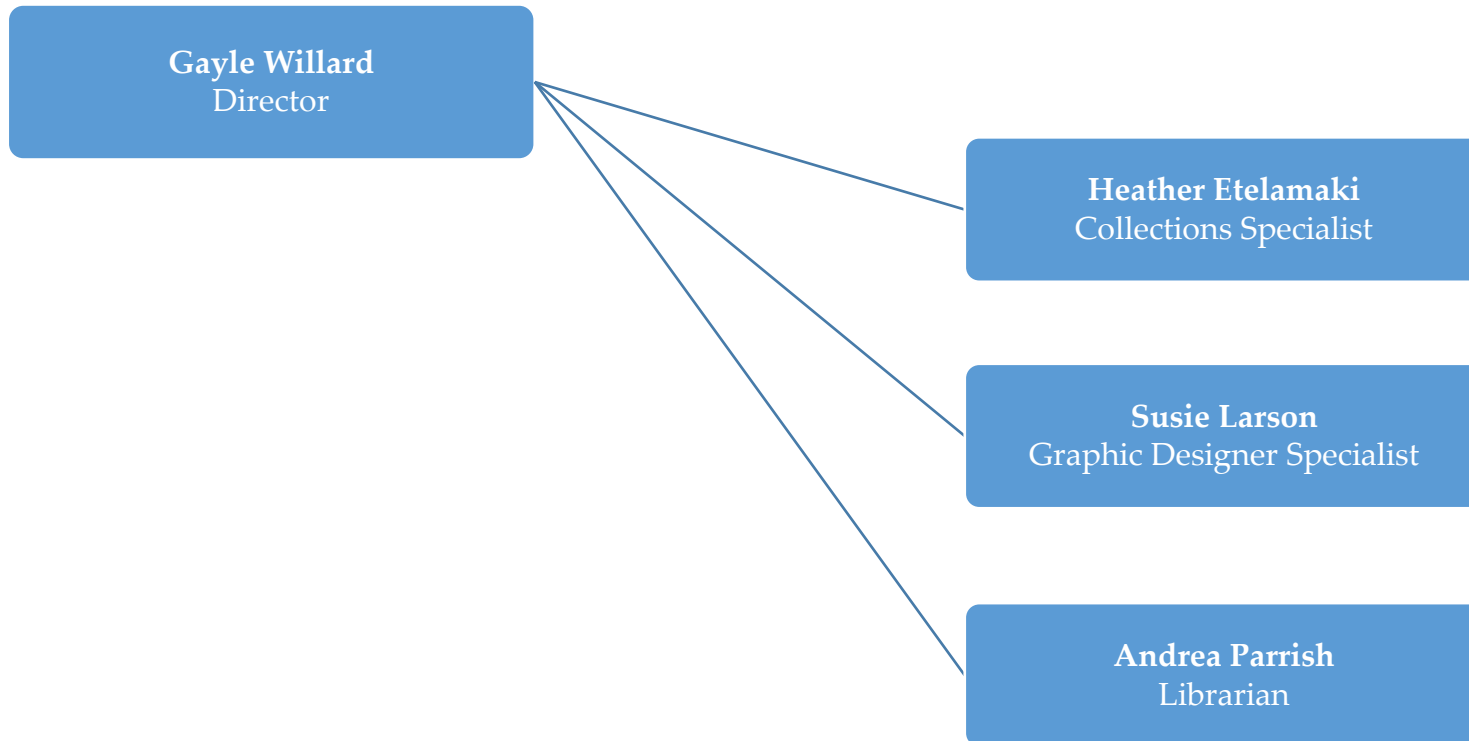 Gayle Willard
Director
Heather Etelamaki
Collections Specialist
Susie Larson
Graphic Designer Specialist
Andrea Parrish
Librarian